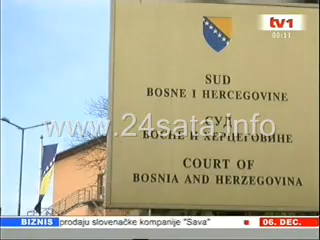 tv1
00:11
SUD
BOSNE I HERCEGOVINE
www.24sata.info
СУД
БОСНЕ И ХЕРЦЕГОВИНЕ
COURT OF
BOSNIA AND HERZEGOVINA
BIZNIS prodaju slovenačke kompanije "Sava" 06. DEC.